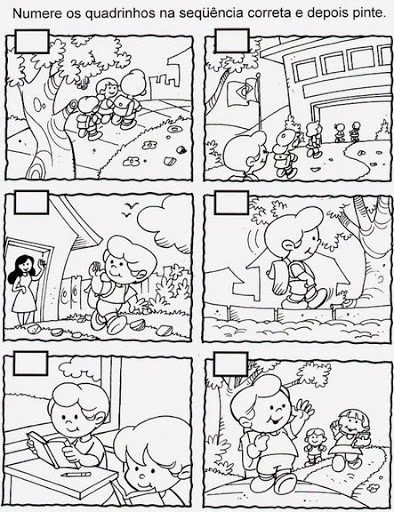 Numere os quadrinhos na seqüência correta e depois pinte.